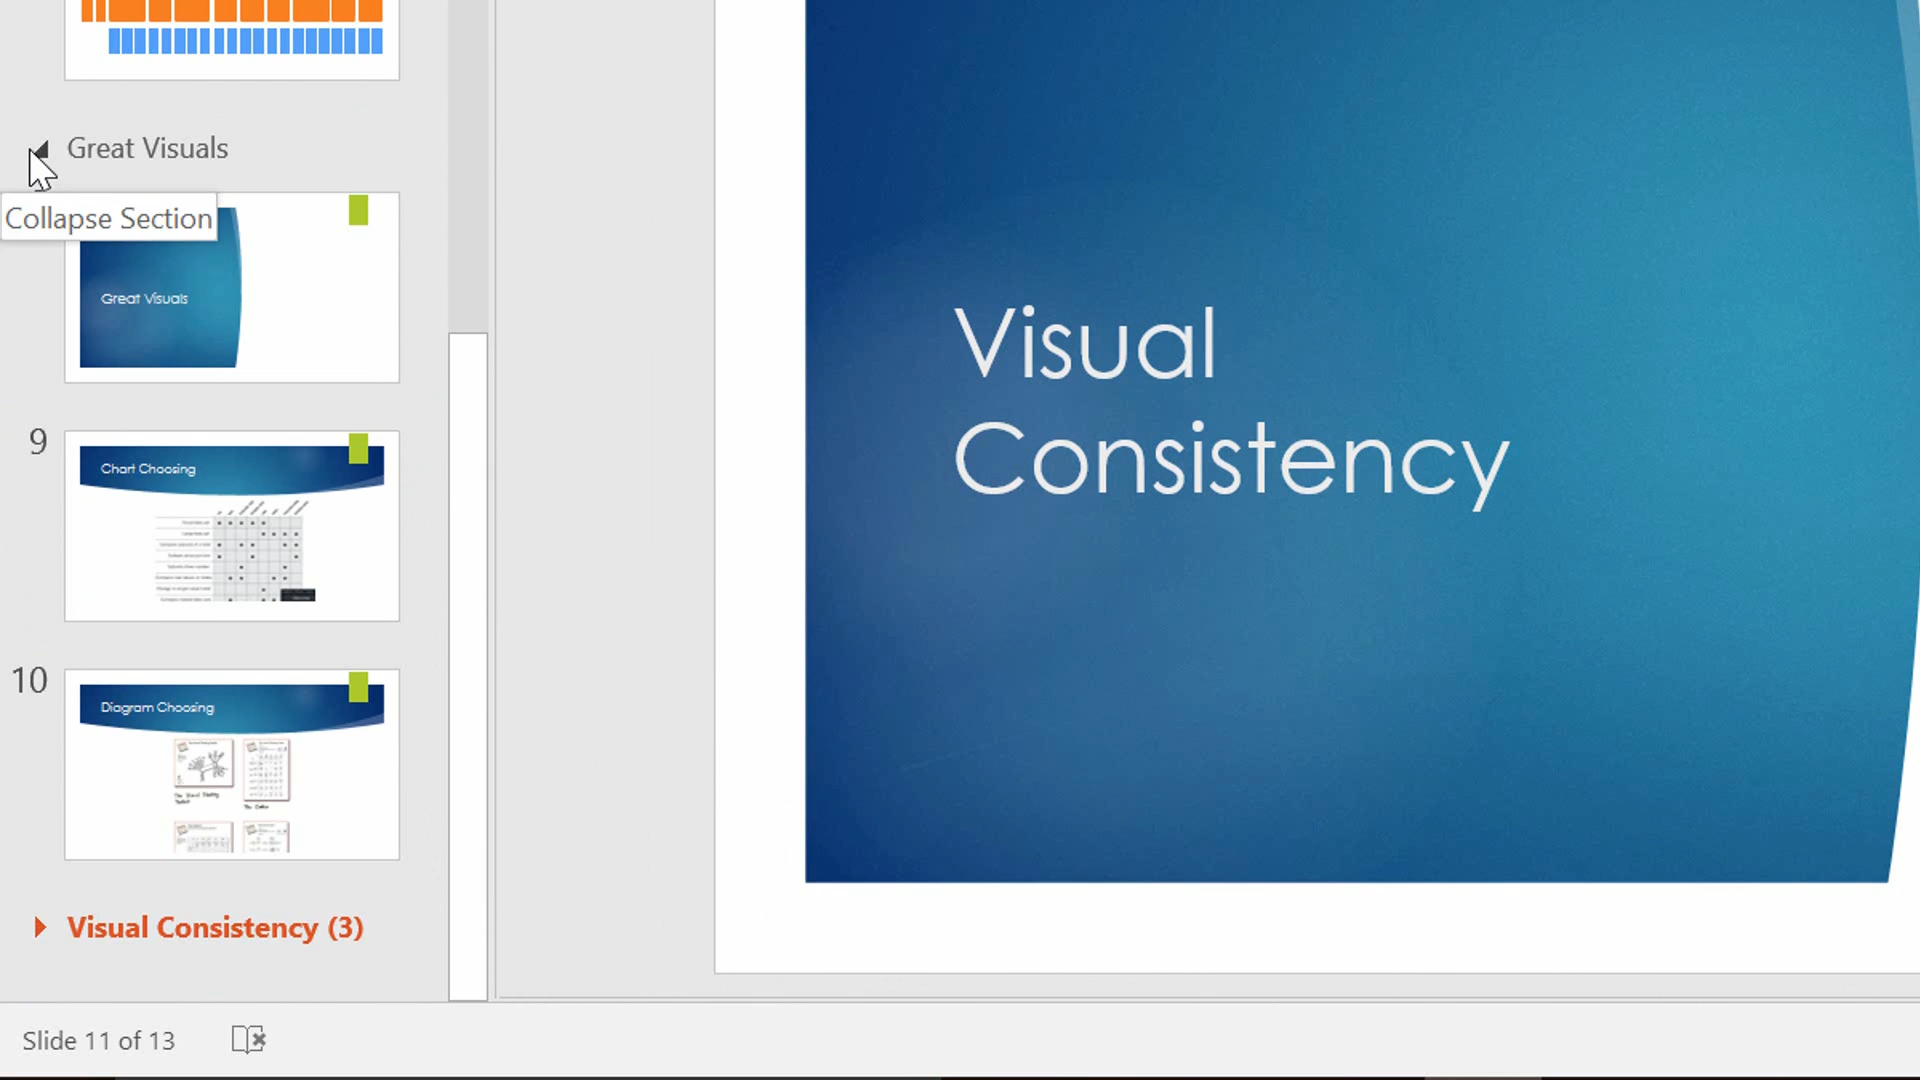 Great Visuals
Collapse Section
Great Visuals
9
Chart Choosing
10
Diagram Choosing
Visual Consistency (3)
Visual
Consistency
Slide 11 of 13